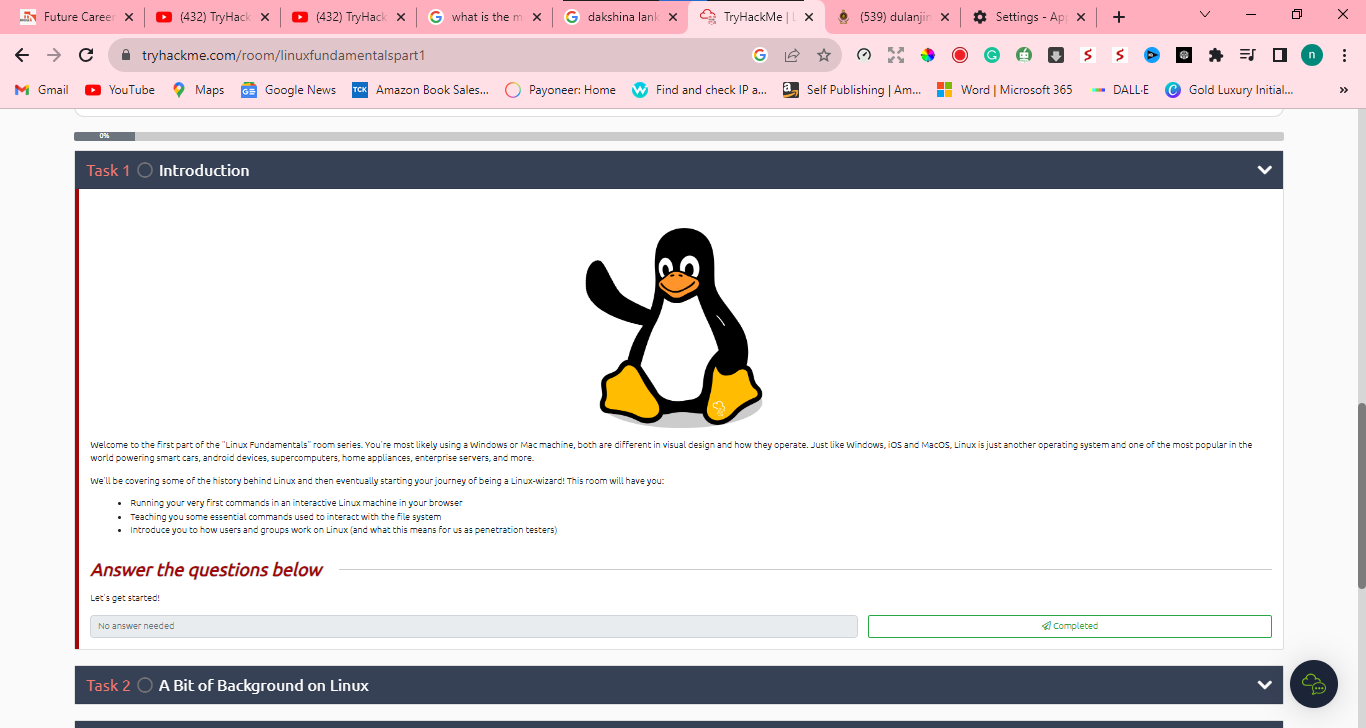 Future Career
(432) TryHack
(432) TryHack
what is the m
dakshina lank
TryHackMe | L
(539) dulanjin
Settings - App
tryhackme.com/room/linuxfundamentalspart1
n
Gmail
YouTube
Maps
Google News
TCK
Amazon Book Sales...
Payoneer: Home
Find and check IP a...
Self Publishing | Am...
Word | Microsoft 365
DALL·E
Gold Luxury Initial...
»
0%
Task 1 Introduction
Welcome to the first part of the "Linux Fundamentals" room series. You're most likely using a Windows or Mac machine, both are different in visual design and how they operate. Just like Windows, iOS and MacOS, Linux is just another operating system and one of the most popular in the
world powering smart cars, android devices, supercomputers, home appliances, enterprise servers, and more.
We'll be covering some of the history behind Linux and then eventually starting your journey of being a Linux-wizard! This room will have you:
• Running your very first commands in an interactive Linux machine in your browser
• Teaching you some essential commands used to interact with the file system
• Introduce you to how users and groups work on Linux (and what this means for us as penetration testers)
Answer the questions below
Let's get started!
No answer needed
Completed
Task 2 A Bit of Background on Linux